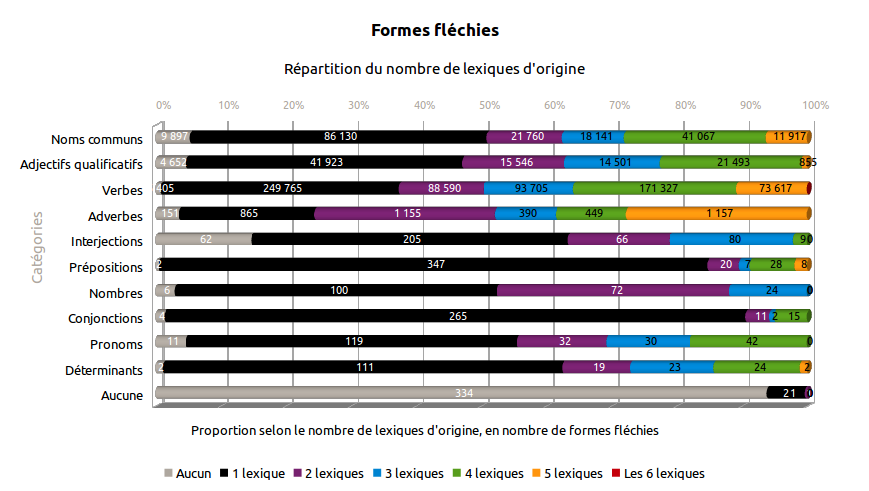 Formes fléchies
Répartition du nombre de lexiques d'origine
0% 10% 20% 30% 40% 50% 60% 70% 80% 90% 100%
Catégories
Noms communs 9 897 86 130 21 760 18 141 41 067 11 917
Adjectifs qualificatifs 4 652 41 923 15 546 14 501 21 493 855
Verbes 405 249 765 88 590 93 705 171 327 73 617
Adverbes 151 865 1 155 390 449 1 157
Interjections 62 205 66 80 9 0
Prépositions 2 347 20 7 28 8
Nombres 6 100 72 24 0
Conjonctions 4 265 11 2 15
Pronoms 11 119 32 30 42 0
Déterminants 2 111 19 23 24 2
Aucune 334 21 0
Proportion selon le nombre de lexiques d'origine, en nombre de formes fléchies
Aucun 1 lexique 2 lexiques 3 lexiques 4 lexiques 5 lexiques Les 6 lexiques